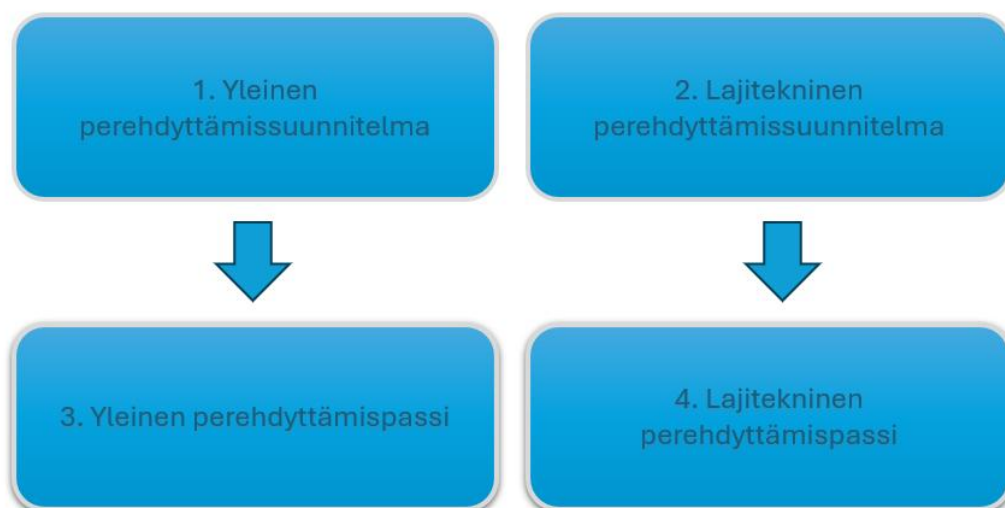 1. Yleinen
perehdyttämissuunnitelma
2. Lajitekninen
perehdyttämissuunnitelma
3. Yleinen perehdyttämispassi
4. Lajitekninen
perehdyttämispassi